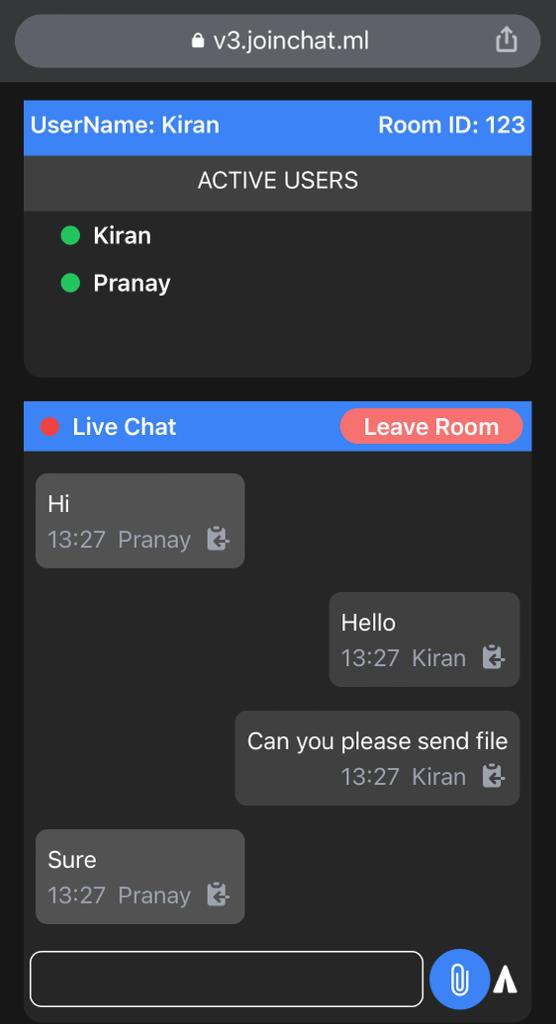 v3.joinchat.ml
UserName: Kiran Room ID: 123
ACTIVE USERS
Kiran
Pranay
Live Chat Leave Room
Hi
13:27 Pranay
Hello
13:27 Kiran
Can you please send file
13:27 Kiran
Sure
13:27 Pranay